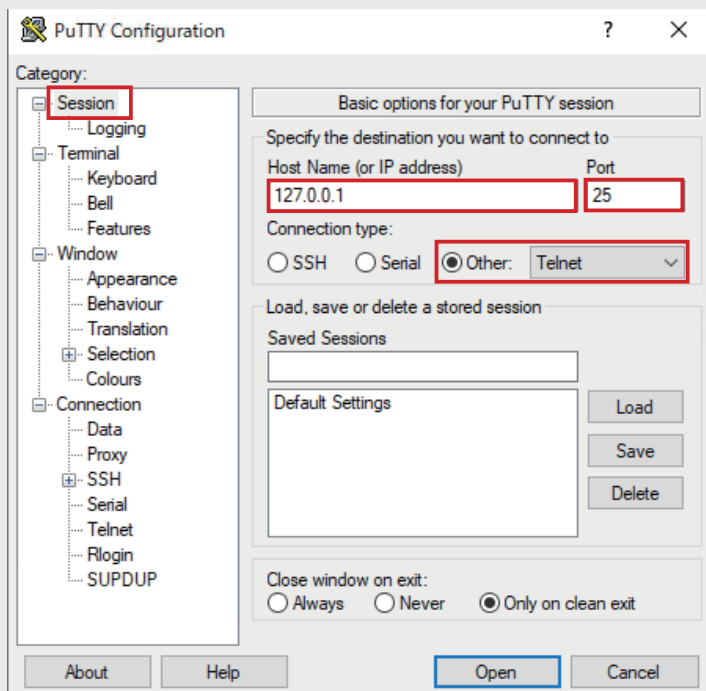 PuTTY Configuration
Category:
Session
Logging
Terminal
Keyboard
Bell
Features
Window
Appearance
Behaviour
Translation
Selection
Colours
Connection
Data
Proxy
SSH
Serial
Telnet
Rlogin
SUPDUP
Basic options for your PuTTY session
Specify the destination you want to connect to
Host Name (or IP address) Port
127.0.0.1 25
Connection type:
SSH Serial Other: Telnet
Load, save or delete a stored session
Saved Sessions
Default Settings
Load
Save
Delete
Close window on exit:
Always Never Only on clean exit
About Help Open Cancel